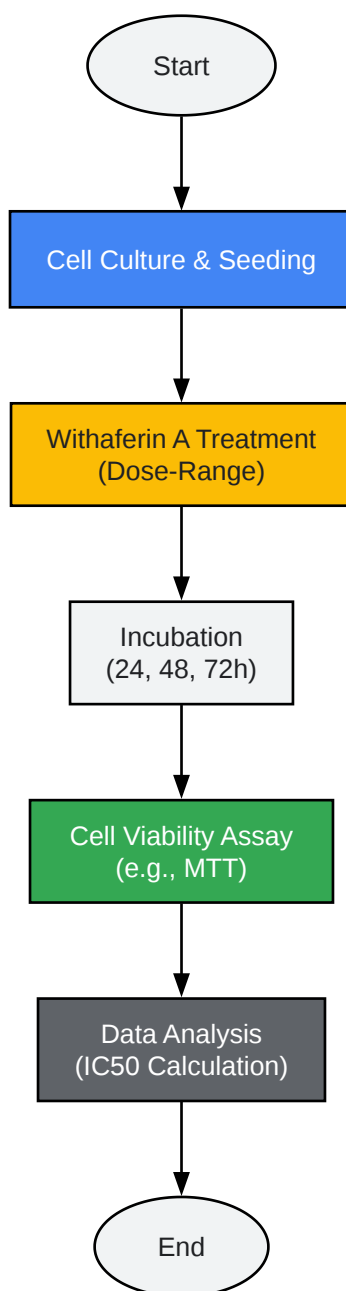 Start
Cell Culture & Seeding
Withaferin A Treatment
(Dose-Range)
Incubation
(24, 48, 72h)
Cell Viability Assay
(e.g., MTT)
Data Analysis
(IC50 Calculation)
End